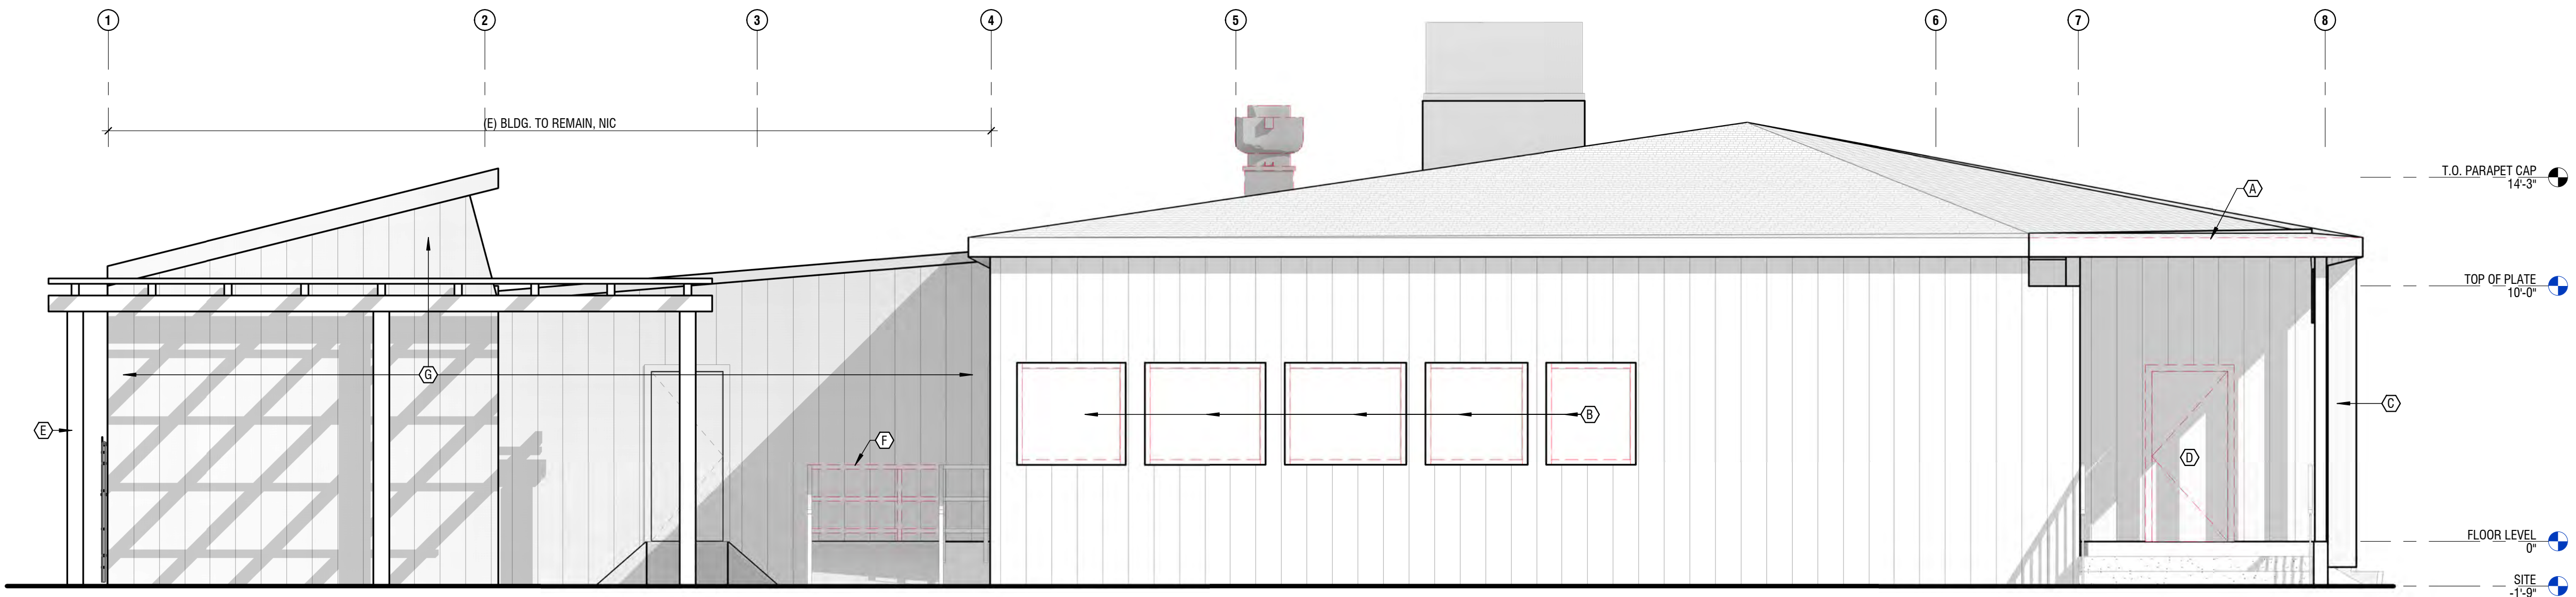 1 2 3 4 5 6 7 8
(E) BLDG. TO REMAIN, NIC
T.O. PARAPET CAP
14'-3"
A
TOP OF PLATE
10'-0"
G
B
C
E
F
D
FLOOR LEVEL
0"
SITE
-1'-9"